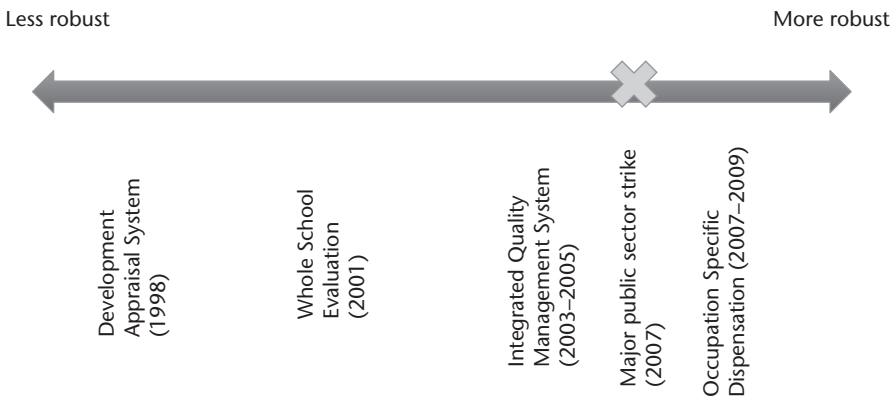 Less robust
More robust
Development
Appraisal System
(1998)
Whole School
Evaluation
(2001)
Integrated Quality
Management System
(2003–2005)
Major public sector strike
(2007)
Occupation Specific
Dispensation (2007–2009)